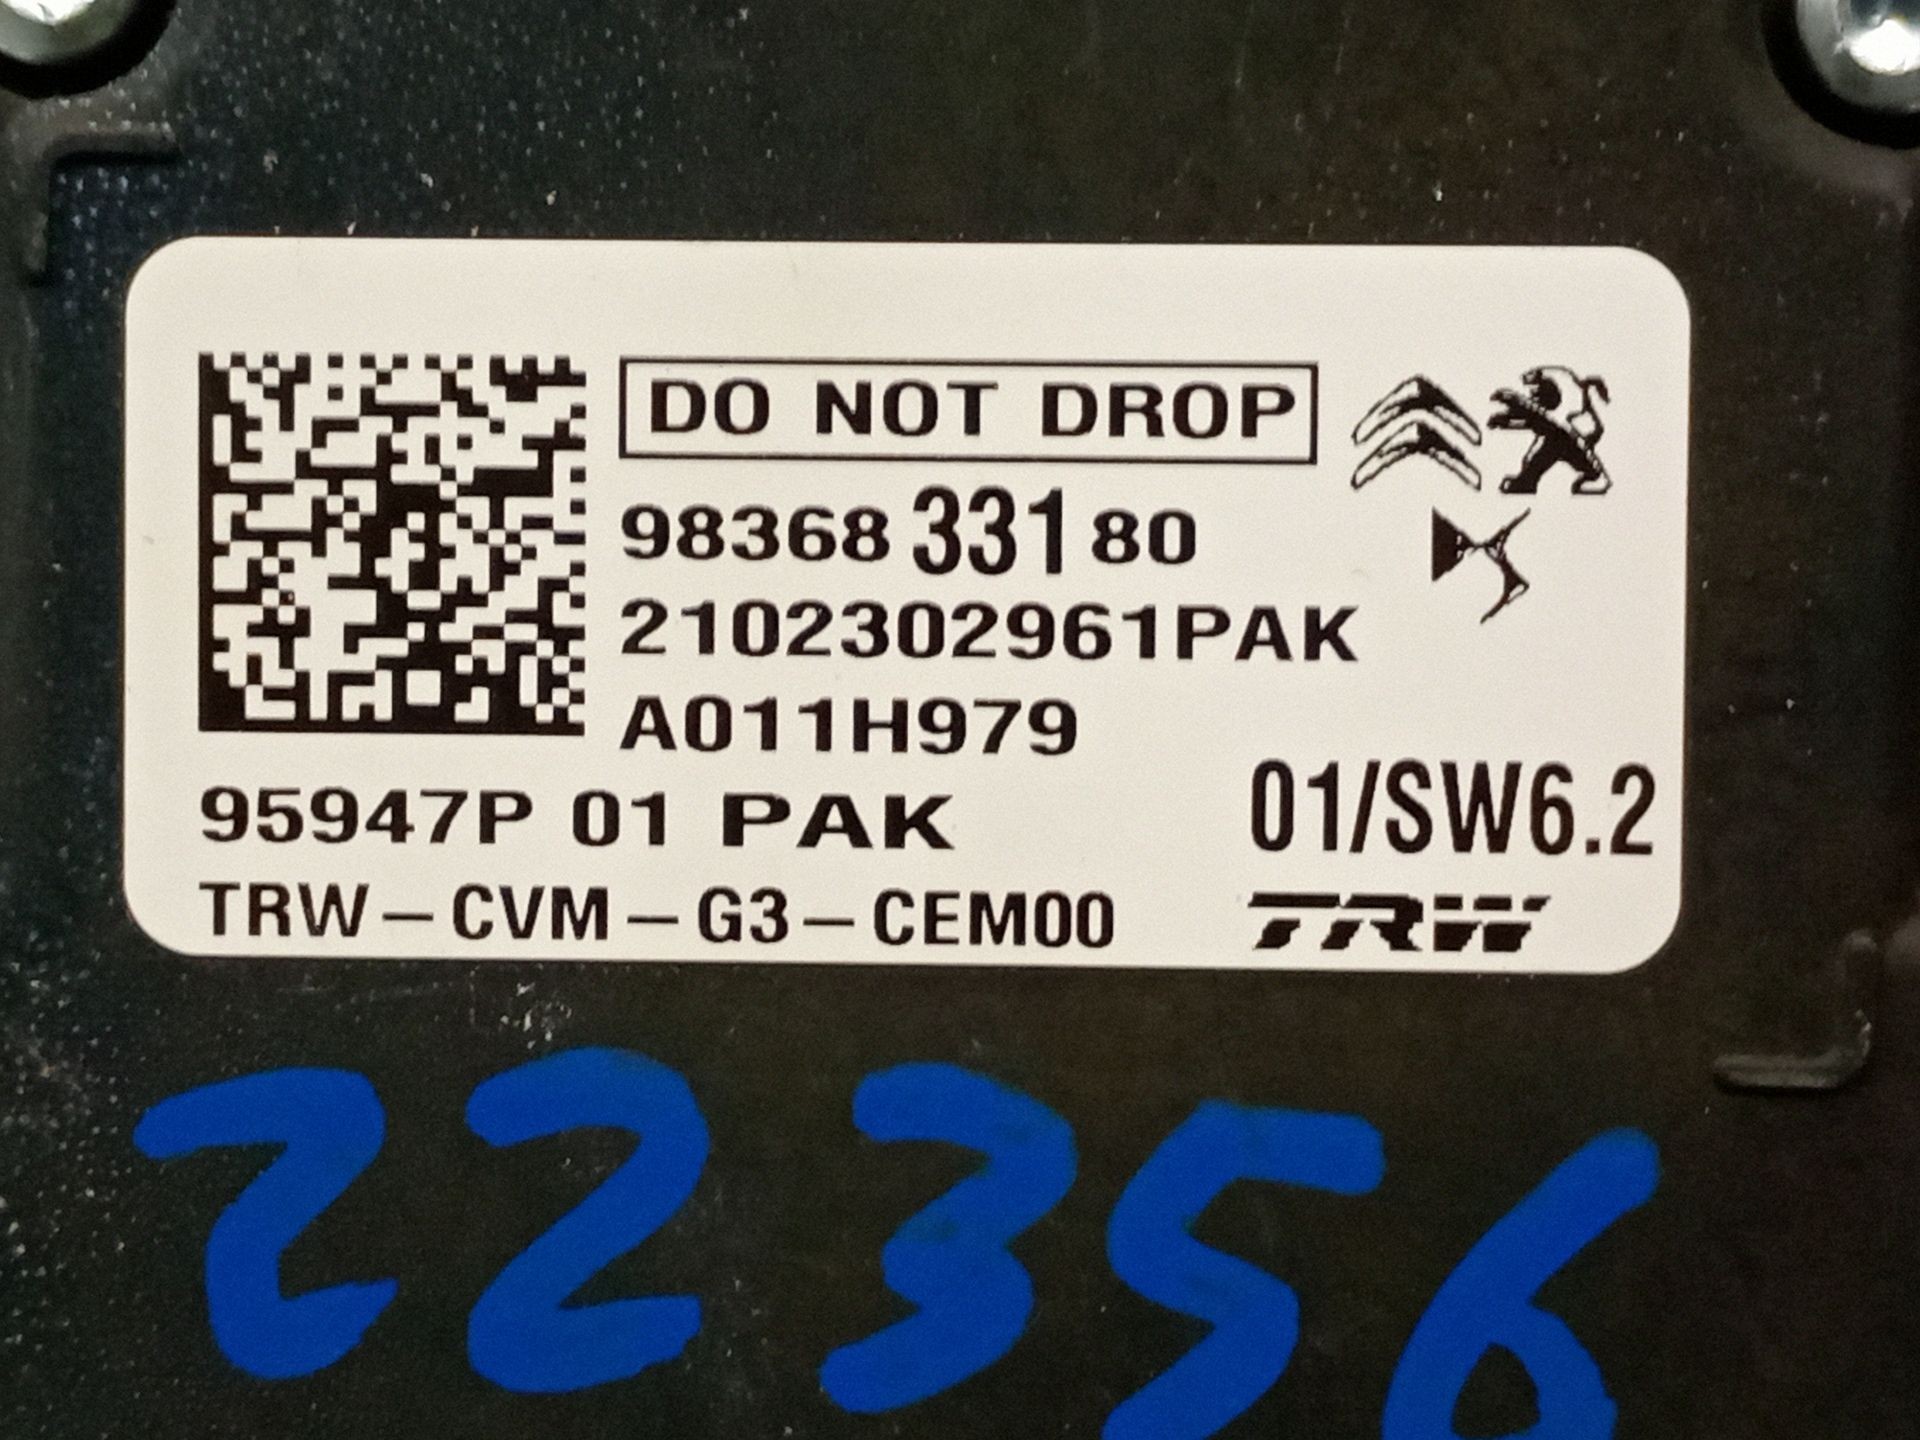 DO NOT DROP
98368 331 80
2102302961PAK
A011H979
95947P 01 PAK
01/SW6.2
TRW-CVM-G3-CEM00
TRW
22356